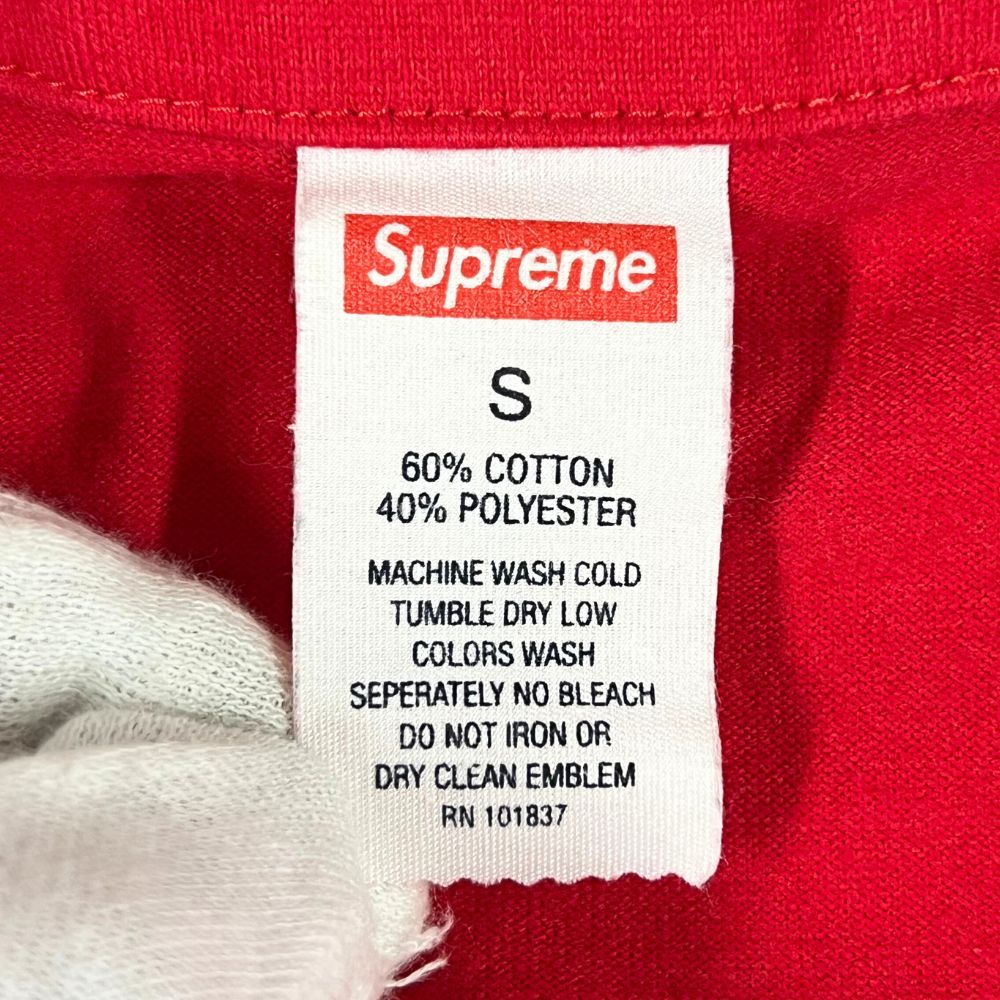 Supreme
S
60% COTTON
40% POLYESTER
MACHINE WASH COLD
TUMBLE DRY LOW
COLORS WASH
SEPERATELY NO BLEACH
DO NOT IRON OR
DRY CLEAN EMBLEM
RN 101837